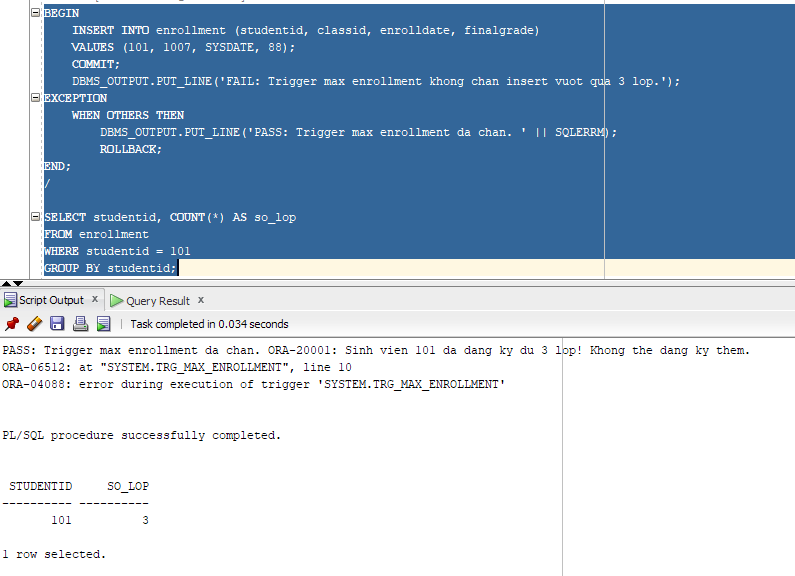 BEGIN
INSERT INTO enrollment (studentid, classid, enrolldate, finalgrade)
VALUES (101, 1007, SYSDATE, 88);
COMMIT;
DBMS_OUTPUT.PUT_LINE('FAIL: Trigger max enrollment khong chan insert vuot qua 3 lop.');
EXCEPTION
WHEN OTHERS THEN
DBMS_OUTPUT.PUT_LINE('PASS: Trigger max enrollment da chan. ' || SQLERRM);
ROLLBACK;
END;
/
SELECT studentid, COUNT(*) AS so_lop
FROM enrollment
WHERE studentid = 101
GROUP BY studentid;
Script Output x Query Result x
Task completed in 0.034 seconds
PASS: Trigger max enrollment da chan. ORA-20001: Sinh vien 101 da dang ky du 3 lop! Khong the dang ky them.
ORA-06512: at "SYSTEM.TRG_MAX_ENROLLMENT", line 10
ORA-04088: error during execution of trigger 'SYSTEM.TRG_MAX_ENROLLMENT'
PL/SQL procedure successfully completed.
STUDENTID SO_LOP
---------- ----------
101 3
1 row selected.